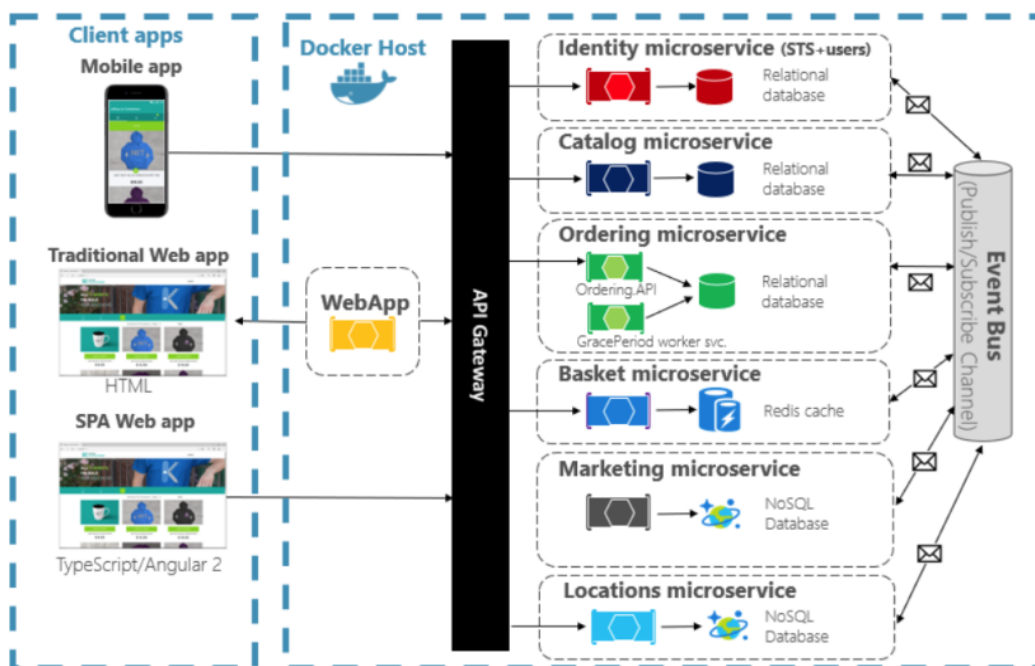 Client apps
Mobile app
Traditional Web app
HTML
SPA Web app
TypeScript/Angular 2
Docker Host
WebApp
API Gateway
Identity microservice (STS+users)
Relational
database
Catalog microservice
Relational
database
Ordering microservice
Ordering.API
GracePeriod worker svc.
Relational
database
Basket microservice
Redis cache
Marketing microservice
NoSQL
Database
Locations microservice
NoSQL
Database
Event Bus
(Publish/Subscribe Channel)